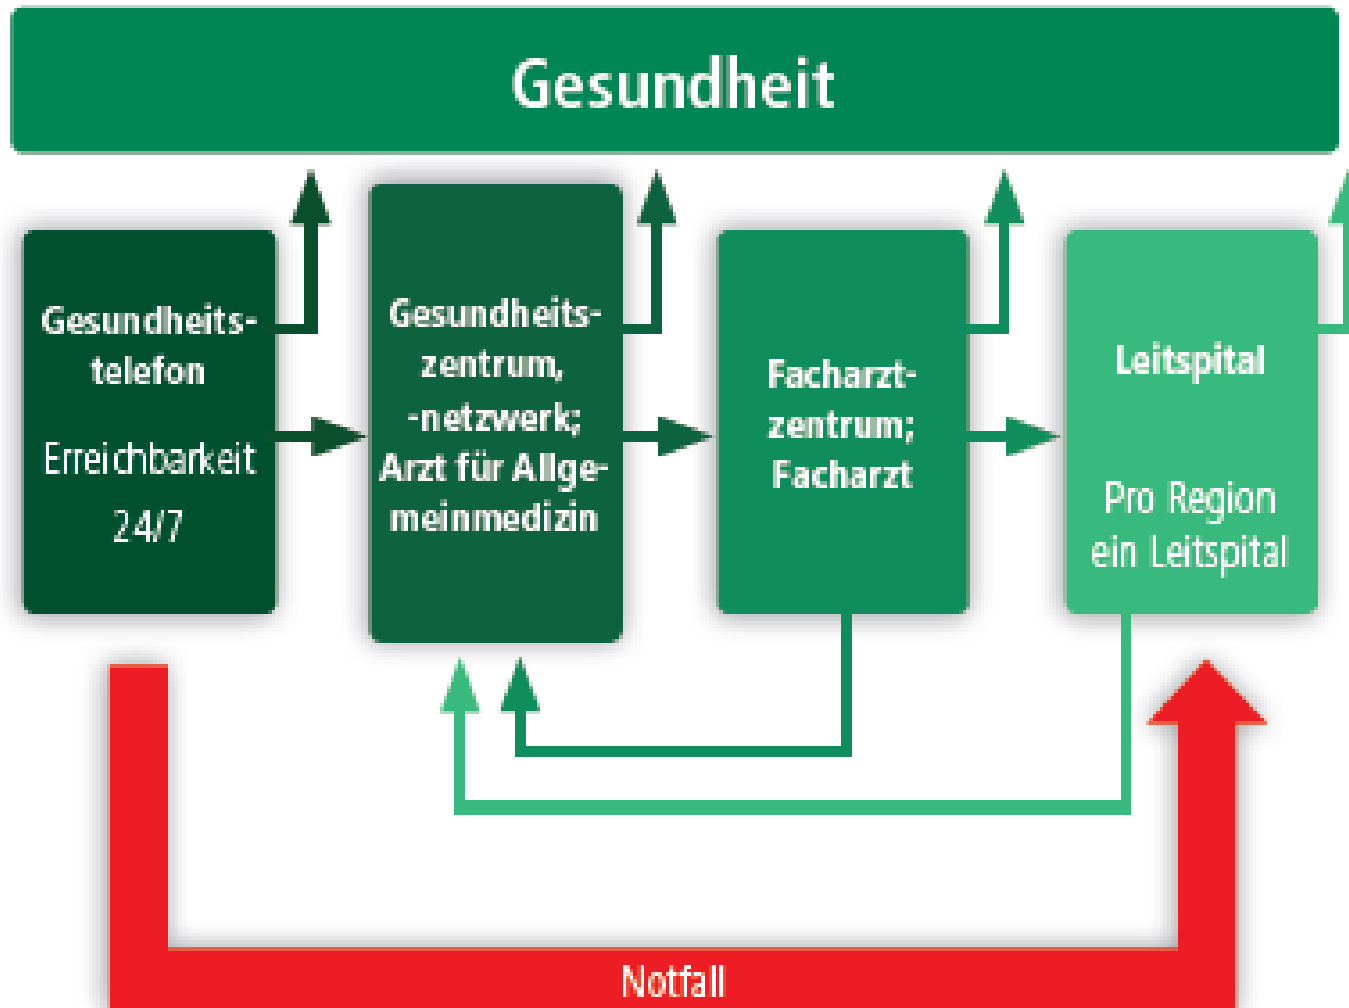 Gesundheit
Gesundheits-
telefon
Erreichbarkeit
24/7
Gesundheits-
zentrum,
-netzwerk;
Arzt für Allge-
meinmedizin
Facharzt-
zentrum;
Facharzt
Leitspital
Pro Region
ein Leitspital
Notfall